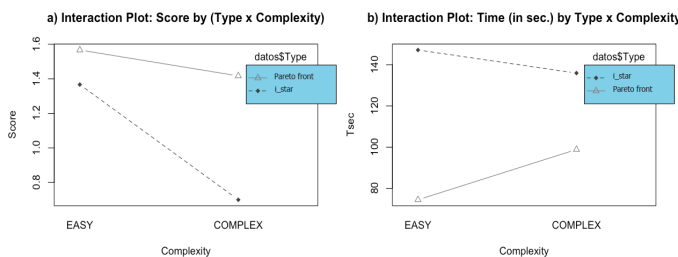 a) Interaction Plot: Score by (Type x Complexity)
1.6
1.4
1.2
1.0
0.8
Score
datos$Type
Pareto front
i_star
EASY
COMPLEX
Complexity
b) Interaction Plot: Time (in sec.) by Type x Complexity
140
120
100
80
Tsec
datos$Type
i_star
Pareto front
EASY
COMPLEX
Complexity